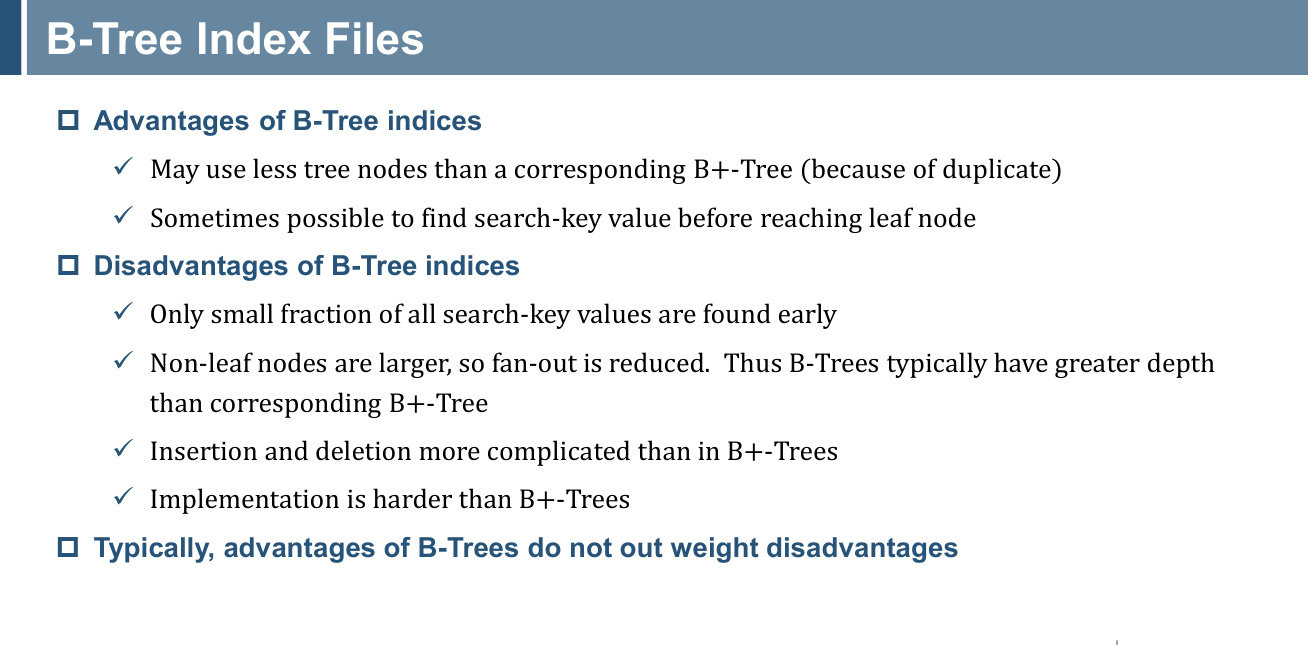 B-Tree Index Files
Advantages of B-Tree indices
May use less tree nodes than a corresponding B+-Tree (because of duplicate)
Sometimes possible to find search-key value before reaching leaf node
Disadvantages of B-Tree indices
Only small fraction of all search-key values are found early
Non-leaf nodes are larger, so fan-out is reduced.  Thus B-Trees typically have greater depth
than corresponding B+-Tree
Insertion and deletion more complicated than in B+-Trees
Implementation is harder than B+-Trees
Typically, advantages of B-Trees do not out weight disadvantages